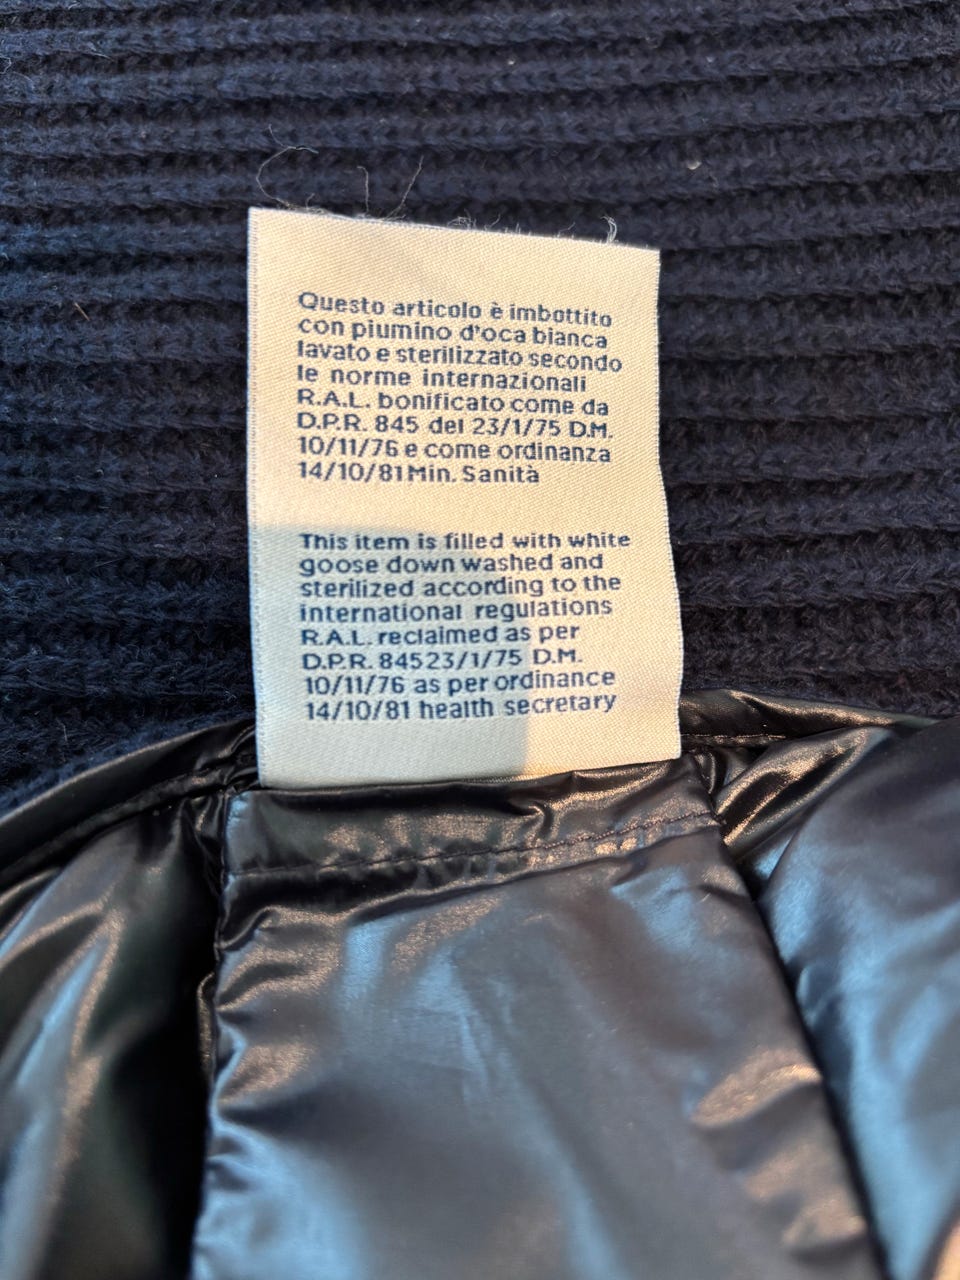 Questo articolo è imbottito
con piumino d'oca bianca
lavato e sterilizzato secondo
le norme internazionali
R.A.L. bonificato come da
D.P.R. 845 del 23/1/75 D.M.
10/11/76 e come ordinanza
14/10/81 Min. Sanità
This item is filled with white
goose down washed and
sterilized according to the
international regulations
R.A.L. reclaimed as per
D.P.R. 845 23/1/75 D.M.
10/11/76 as per ordinance
14/10/81 health secretary